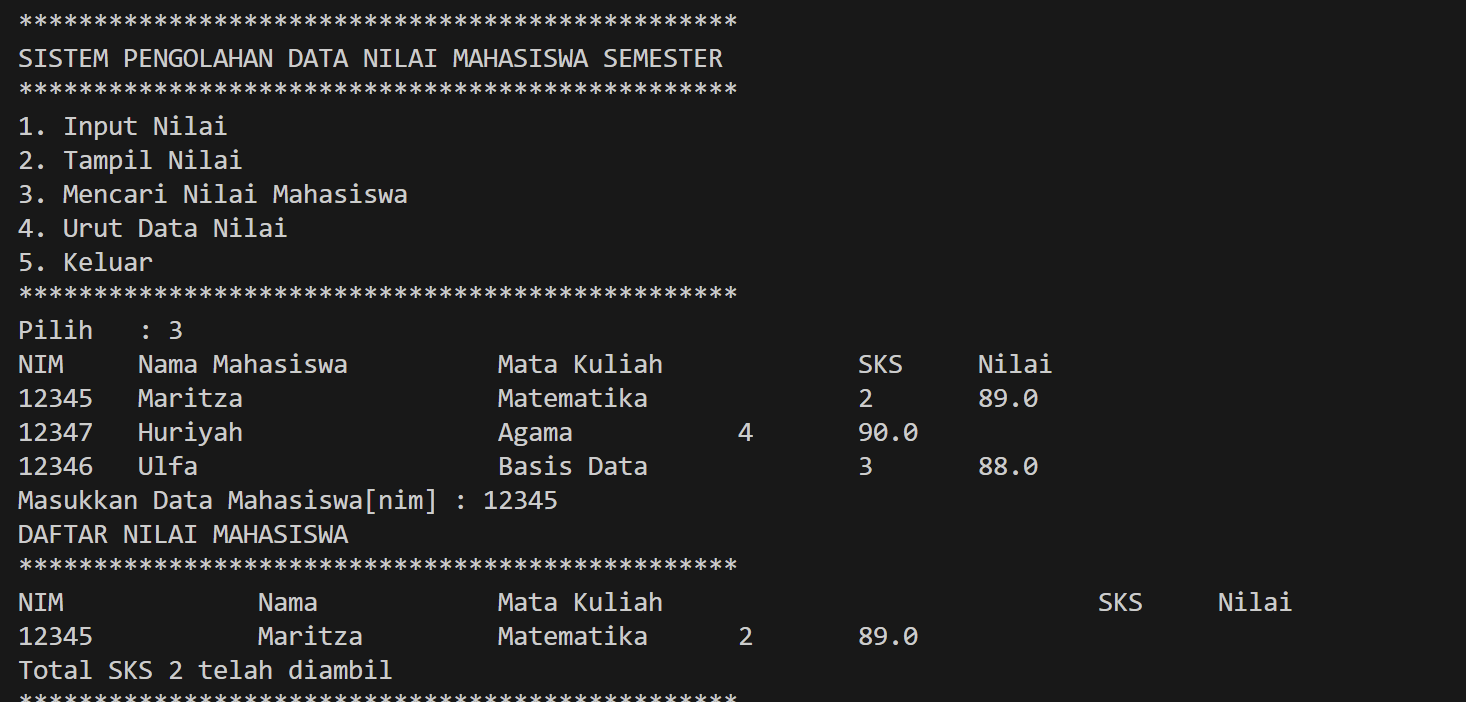 ************************************************
SISTEM PENGOLAHAN DATA NILAI MAHASISWA SEMESTER
************************************************
1. Input Nilai
2. Tampil Nilai
3. Mencari Nilai Mahasiswa
4. Urut Data Nilai
5. Keluar
************************************************
Pilih   : 3
NIM     Nama Mahasiswa          Mata Kuliah             SKS     Nilai
12345   Maritza                 Matematika              2       89.0
12347   Huriyah                 Agama           4       90.0
12346   Ulfa                    Basis Data              3       88.0
Masukkan Data Mahasiswa[nim] : 12345
DAFTAR NILAI MAHASISWA
************************************************
NIM             Nama            Mata Kuliah                             SKS     Nilai
12345           Maritza         Matematika      2       89.0
Total SKS 2 telah diambil
************************************************